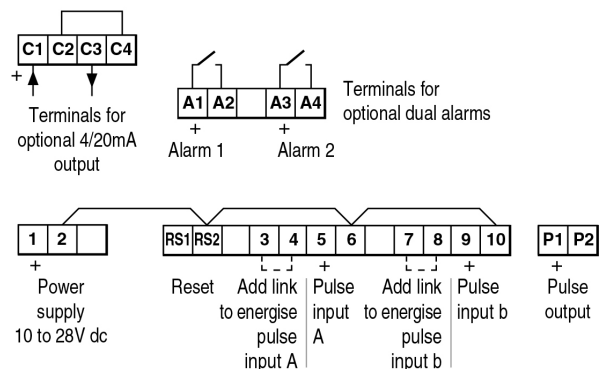 C1 C2 C3 C4
+
Terminals for
optional 4/20mA
output
A1 A2 A3 A4
+ +
Alarm 1 Alarm 2
Terminals for
optional dual alarms
1 2 RS1 RS2 3 4 5 6 7 8 9 10 P1 P2
+ + + +
Power
supply
10 to 28V dc
Reset
Add link
to energise
pulse
input A
Pulse
input
A
Add link
to energise
pulse
input b
Pulse
input b
Pulse
output